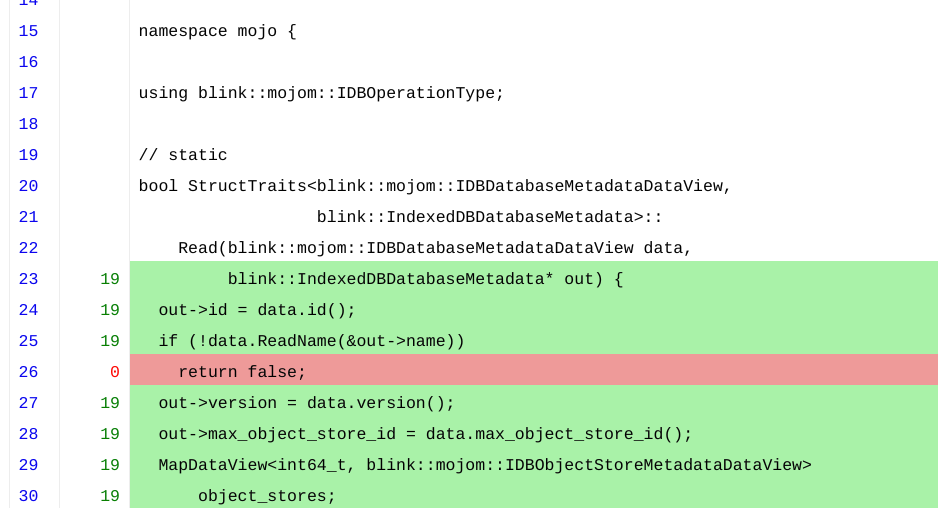 14
15 namespace mojo {
16
17 using blink::mojom::IDBOperationType;
18
19 // static
20 bool StructTraits<blink::mojom::IDBDatabaseMetadataDataView,
21                   blink::IndexedDBDatabaseMetadata>::
22     Read(blink::mojom::IDBDatabaseMetadataDataView data,
23 19          blink::IndexedDBDatabaseMetadata* out) {
24 19   out->id = data.id();
25 19   if (!data.ReadName(&out->name))
26 0     return false;
27 19   out->version = data.version();
28 19   out->max_object_store_id = data.max_object_store_id();
29 19   MapDataView<int64_t, blink::mojom::IDBObjectStoreMetadataDataView>
30 19       object_stores;